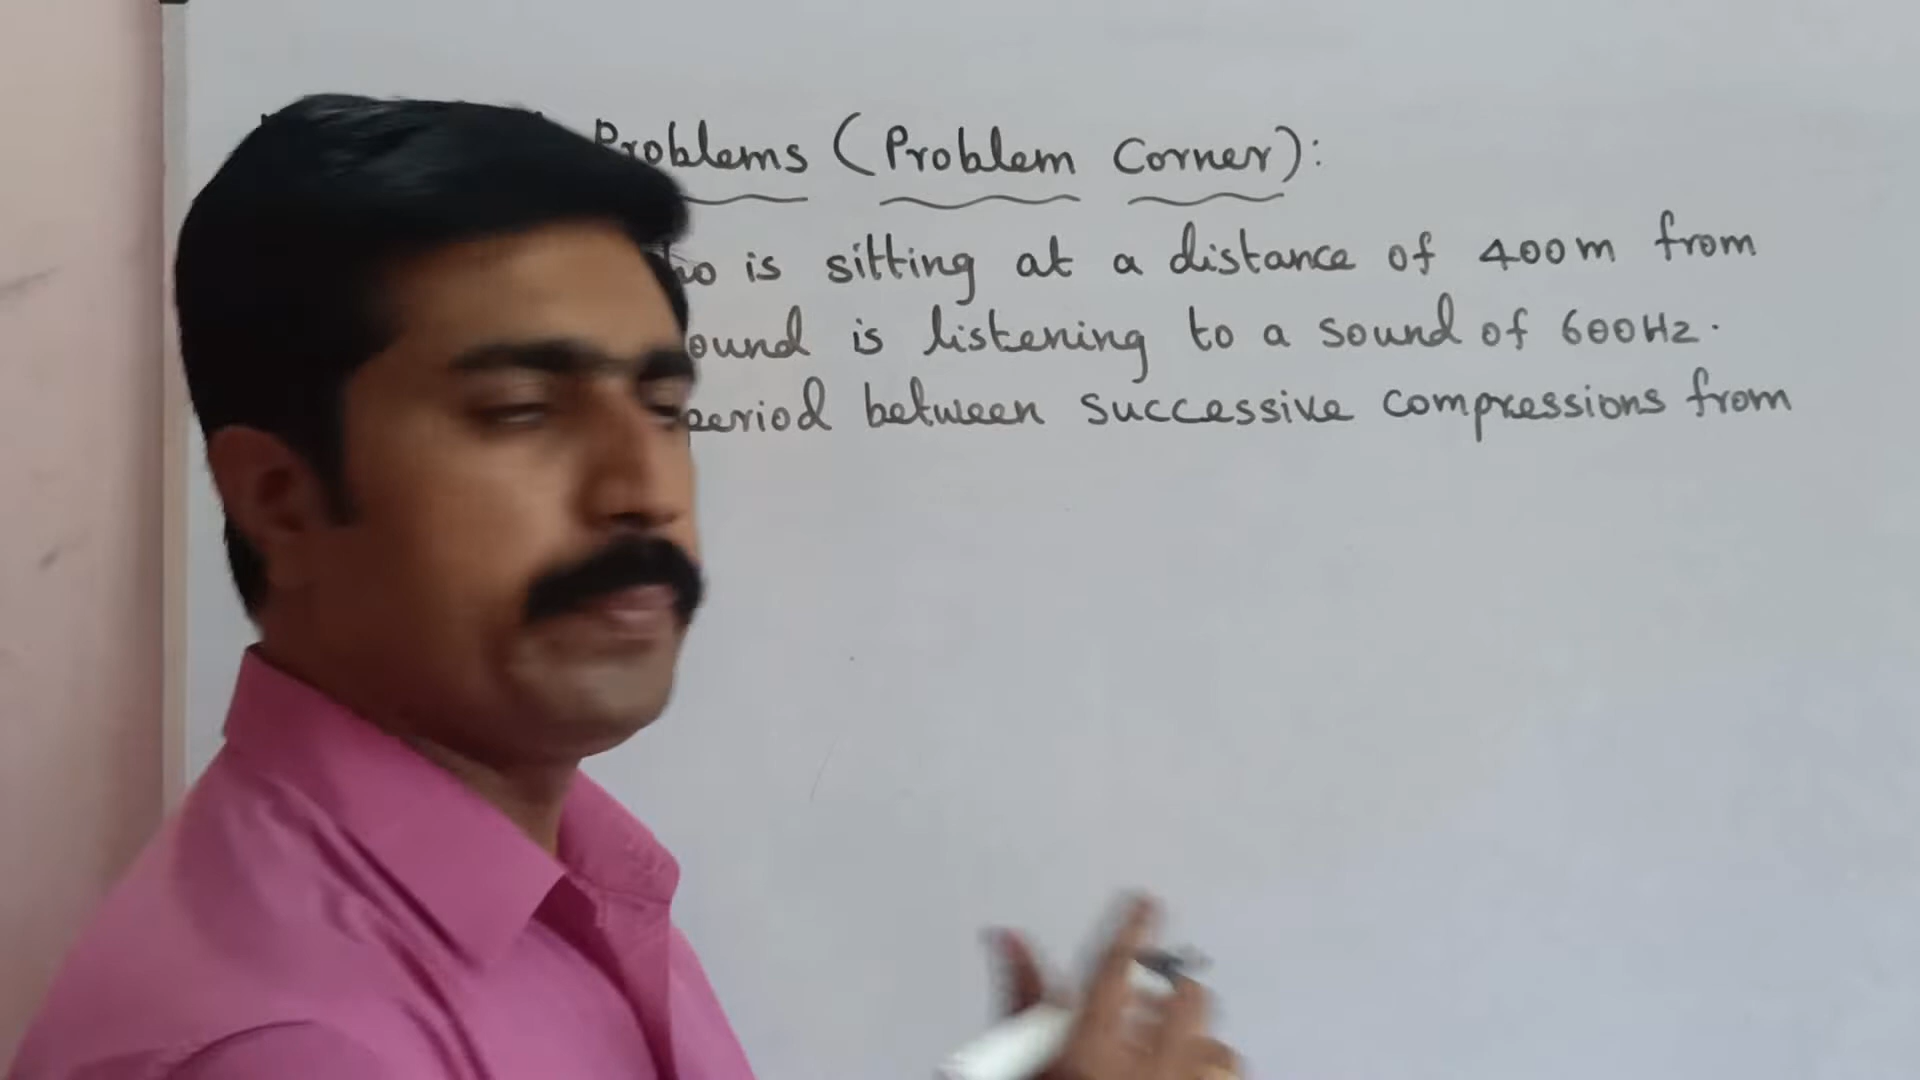 Problems (Problem Corner):
is sitting at a distance of 400m from
is listening to a sound of 600Hz.
period between successive compressions from